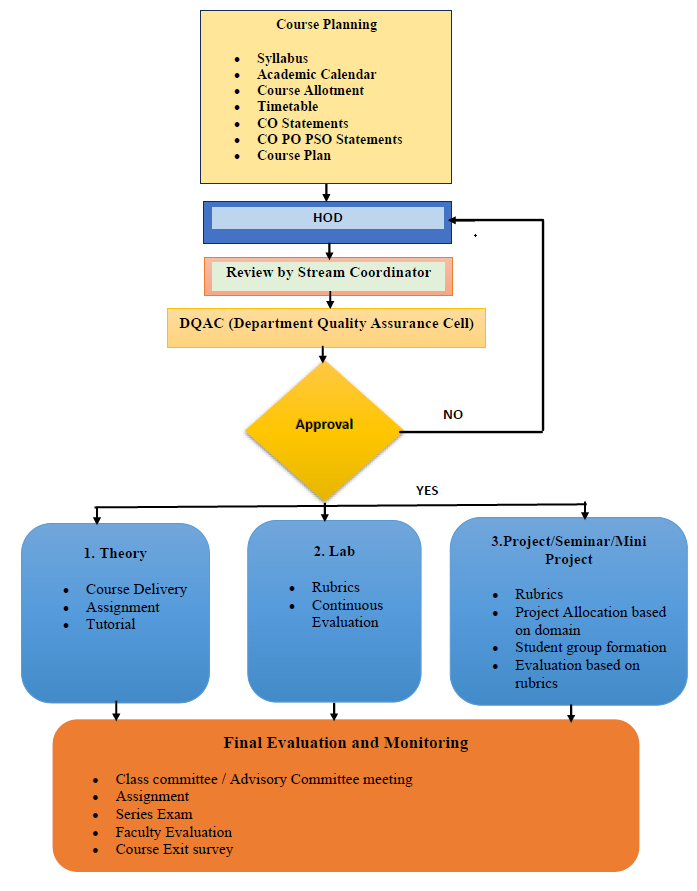 Course Planning
• Syllabus
• Academic Calendar
• Course Allotment
• Timetable
• CO Statements
• CO PO PSO Statements
• Course Plan
HOD
Review by Stream Coordinator
DQAC (Department Quality Assurance Cell)
Approval
NO
YES
1. Theory
• Course Delivery
• Assignment
• Tutorial
2. Lab
• Rubrics
• Continuous
Evaluation
3.Project/Seminar/Mini
Project
• Rubrics
• Project Allocation based
on domain
• Student group formation
• Evaluation based on
rubrics
Final Evaluation and Monitoring
• Class committee / Advisory Committee meeting
• Assignment
• Series Exam
• Faculty Evaluation
• Course Exit survey